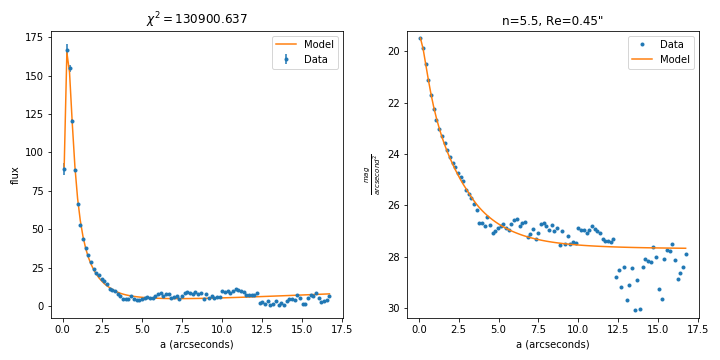 χ² = 130900.637
n=5.5, Re=0.45"
175
150
125
100
75
50
25
0
flux
0.0 2.5 5.0 7.5 10.0 12.5 15.0 17.5
a (arcseconds)
Model
Data
20
22
24
26
28
30
mag
arcsecond²
0.0 2.5 5.0 7.5 10.0 12.5 15.0 17.5
a (arcseconds)
Data
Model